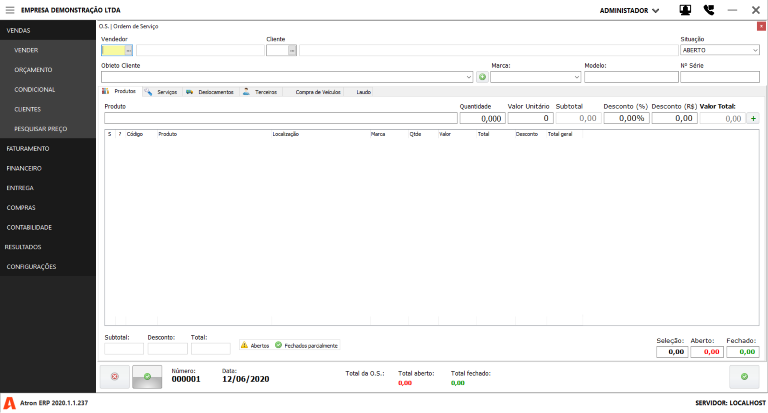 EMPRESA DEMONSTRAÇÃO LTDA
ADMINISTADOR
VENDAS
VENDER
ORÇAMENTO
CONDICIONAL
CLIENTES
PESQUISAR PREÇO
FATURAMENTO
FINANCEIRO
ENTREGA
COMPRAS
CONTABILIDADE
RESULTADOS
CONFIGURAÇÕES
O.S.| Ordem de Serviço
Vendedor Cliente Situação
ABERTO
Objeto Cliente Marca: Modelo: Nº Série
Produtos Serviços Deslocamentos Terceiros Compra de Veículos Laudo
Produto Quantidade Valor Unitário Subtotal Desconto (%) Desconto (R$) Valor Total:
0,000 0 0,00 0,00% 0,00 0,00
S ? Código Produto Localização Marca Qtde Valor Total Desconto Total geral
Subtotal: Desconto: Total:
Abertos Fechados parcialmente
Seleção: Aberto: Fechado:
0,00 0,00 0,00
Número: Data: Total da O.S.: Total aberto: Total fechado:
000001 12/06/2020 0,00 0,00
Atron ERP 2020.1.1.237
SERVIDOR: LOCALHOST